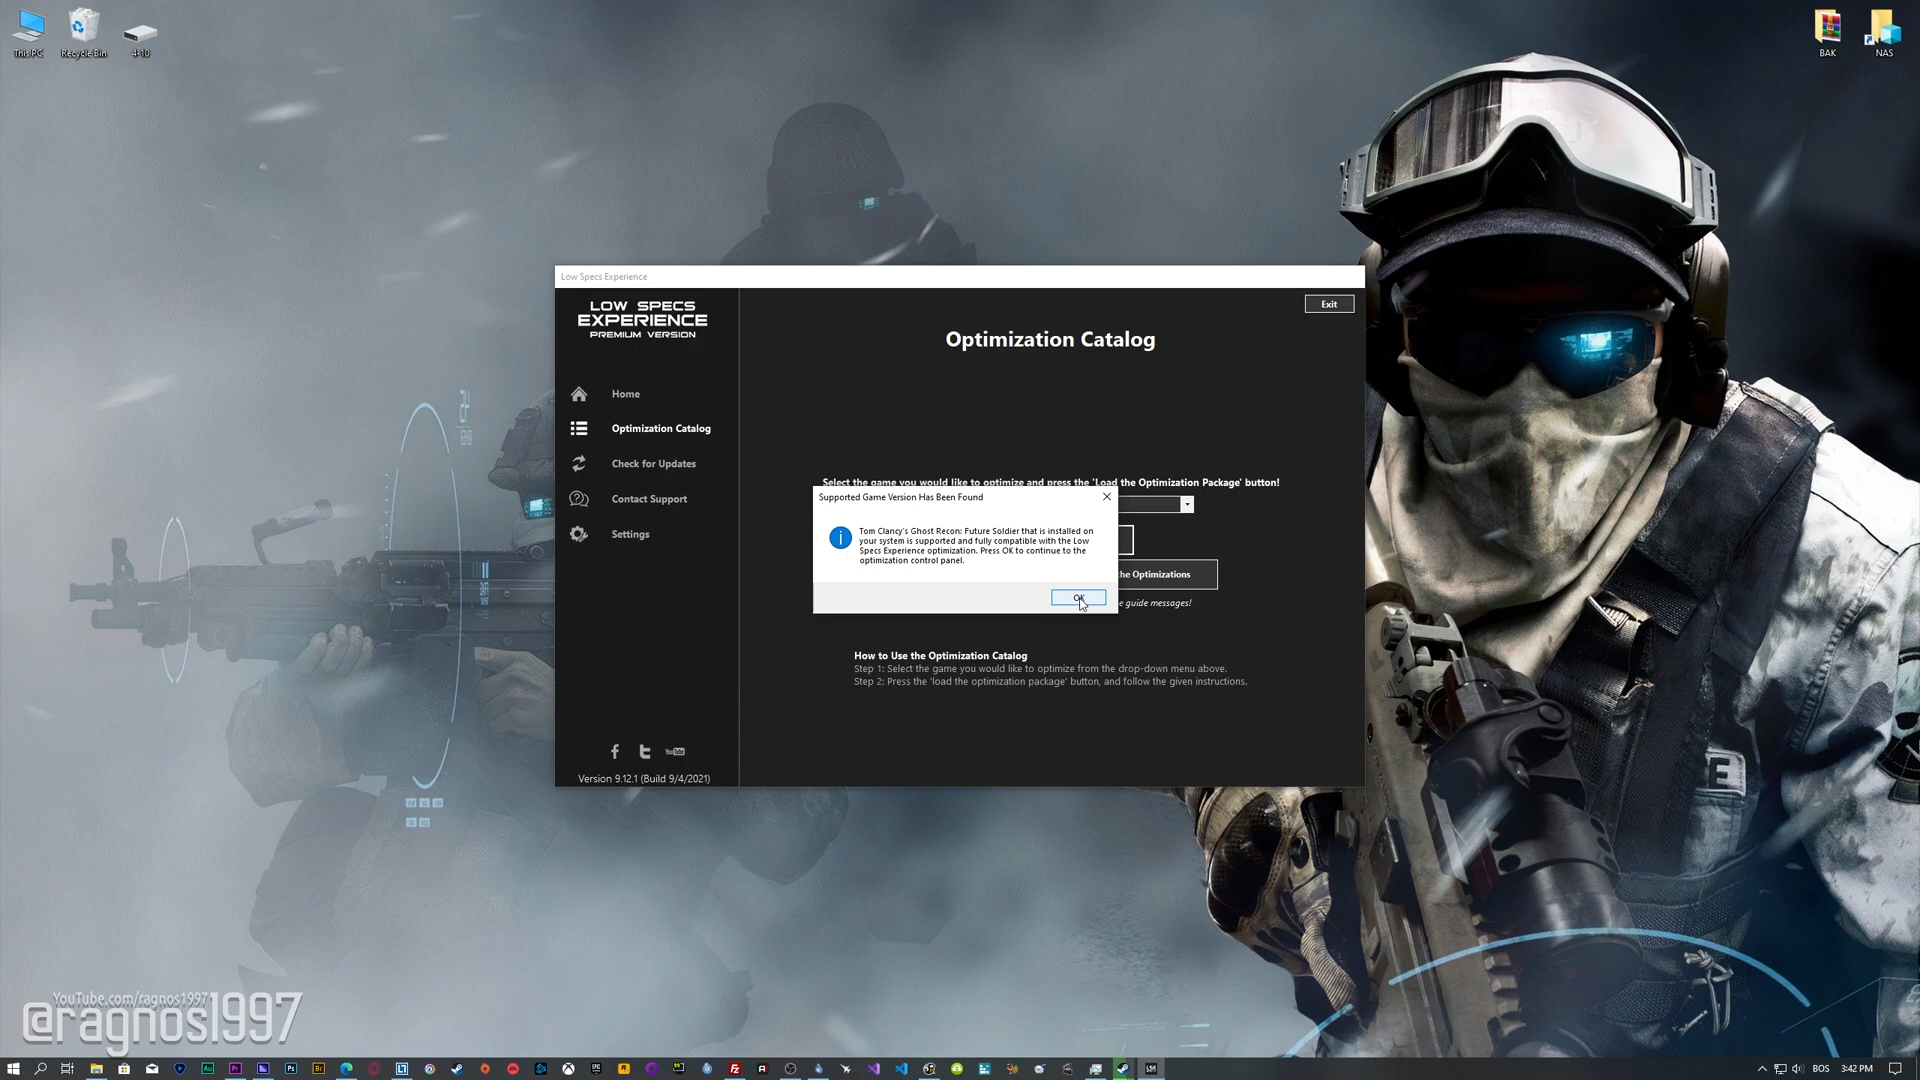 This PC
Recycle Bin
4-10
BAK
NAS
Low Specs Experience
LOW SPECS
EXPERIENCE
PREMIUM VERSION
Exit
Optimization Catalog
Home
Optimization Catalog
Check for Updates
Contact Support
Settings
Select the game you would like to optimize and press the 'Load the Optimization Package' button!
Supported Game Version Has Been Found
Tom Clancy's Ghost Recon: Future Soldier that is installed on
your system is supported and fully compatible with the Low
Specs Experience optimization. Press OK to continue to the
optimization control panel.
OK
the Optimizations
guide messages!
How to Use the Optimization Catalog
Step 1: Select the game you would like to optimize from the drop-down menu above.
Step 2: Press the 'load the optimization package' button, and follow the given instructions.
YouTube
Version 9.12.1 (Build 9/4/2021)
YouTube.com/ragnos1997
@ragnos1997
BOS
3:42 PM